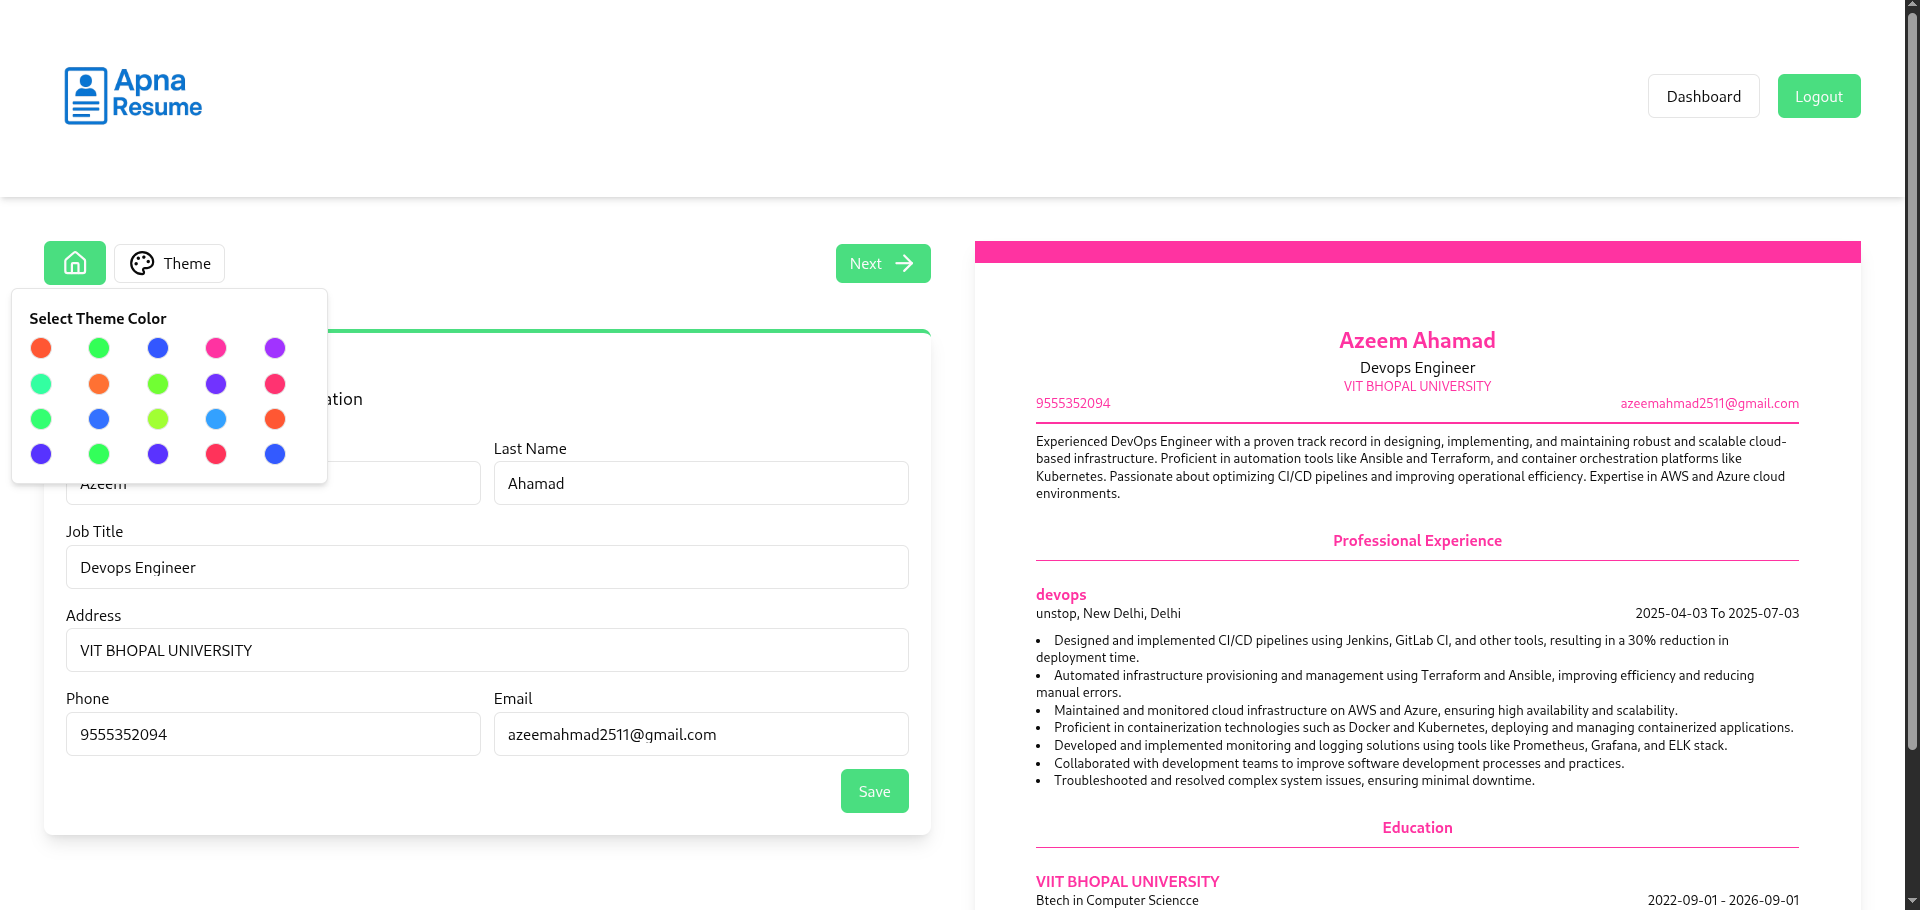 Apna
Resume
Dashboard
Logout
Theme
Next
Select Theme Color
ation
Last Name
Azeem
Ahamad
Job Title
Devops Engineer
Address
VIT BHOPAL UNIVERSITY
Phone
Email
9555352094
azeemahmad2511@gmail.com
Save
Azeem Ahamad
Devops Engineer
VIT BHOPAL UNIVERSITY
9555352094
azeemahmad2511@gmail.com
Experienced DevOps Engineer with a proven track record in designing, implementing, and maintaining robust and scalable cloud-
based infrastructure. Proficient in automation tools like Ansible and Terraform, and container orchestration platforms like
Kubernetes. Passionate about optimizing CI/CD pipelines and improving operational efficiency. Expertise in AWS and Azure cloud
environments.
Professional Experience
devops
unstop, New Delhi, Delhi
2025-04-03 To 2025-07-03
• Designed and implemented CI/CD pipelines using Jenkins, GitLab CI, and other tools, resulting in a 30% reduction in
deployment time.
• Automated infrastructure provisioning and management using Terraform and Ansible, improving efficiency and reducing
manual errors.
• Maintained and monitored cloud infrastructure on AWS and Azure, ensuring high availability and scalability.
• Proficient in containerization technologies such as Docker and Kubernetes, deploying and managing containerized applications.
• Developed and implemented monitoring and logging solutions using tools like Prometheus, Grafana, and ELK stack.
• Collaborated with development teams to improve software development processes and practices.
• Troubleshooted and resolved complex system issues, ensuring minimal downtime.
Education
VIIT BHOPAL UNIVERSITY
Btech in Computer Sciencce
2022-09-01 - 2026-09-01